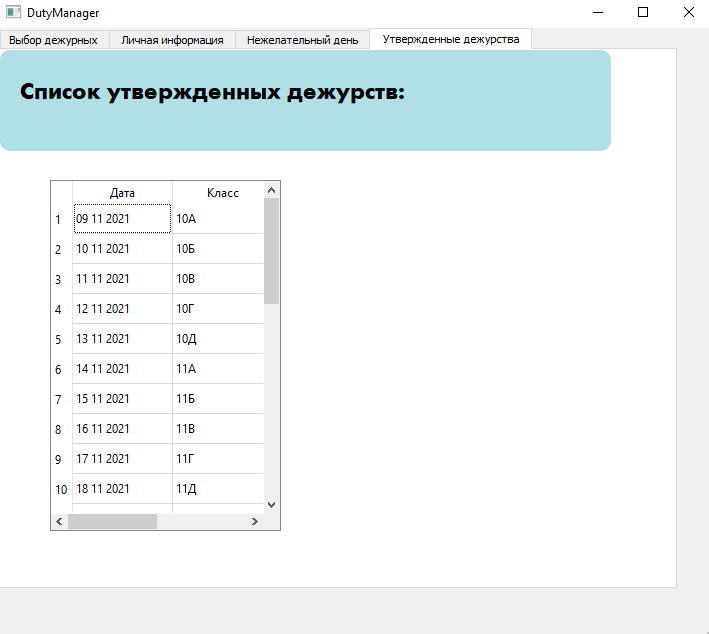 DutyManager
Выбор дежурных Личная информация Нежелательный день Утвержденные дежурства
Список утвержденных дежурств:
Дата Класс
1 09 11 2021 10А
2 10 11 2021 10Б
3 11 11 2021 10В
4 12 11 2021 10Г
5 13 11 2021 10Д
6 14 11 2021 11А
7 15 11 2021 11Б
8 16 11 2021 11В
9 17 11 2021 11Г
10 18 11 2021 11Д